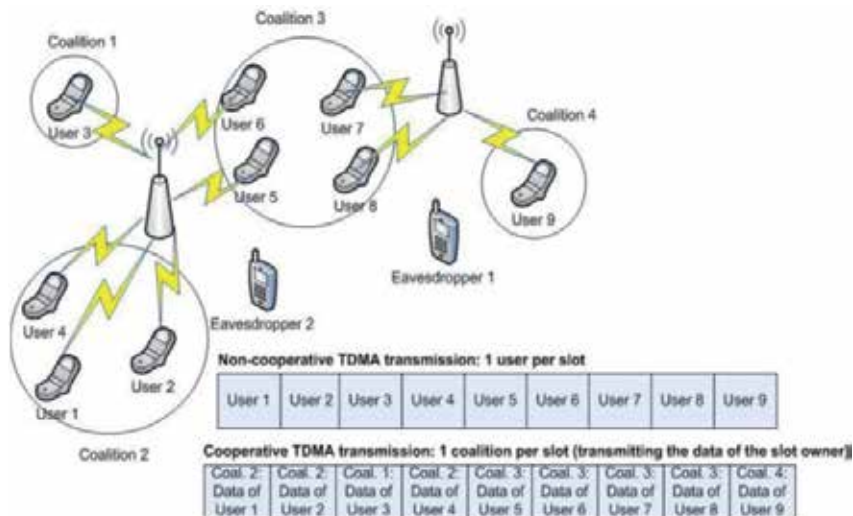 Coalition 3
Coalition 1
User 3
User 6
User 7
Coalition 4
User 5
User 8
User 9
Eavesdropper 1
User 4
Eavesdropper 2
User 1
User 2
Coalition 2
Non-cooperative TDMA transmission: 1 user per slot
User 1 User 2 User 3 User 4 User 5 User 6 User 7 User 8 User 9
Cooperative TDMA transmission: 1 coalition per slot (transmitting the data of the slot owner)
Coal. 2: Coal. 2: Coal. 1: Coal. 2: Coal. 3: Coal. 3: Coal. 3: Coal. 3: Coal. 4:
Data of Data of Data of Data of Data of Data of Data of Data of Data of
User 1 User 2 User 3 User 4 User 5 User 6 User 7 User 8 User 9